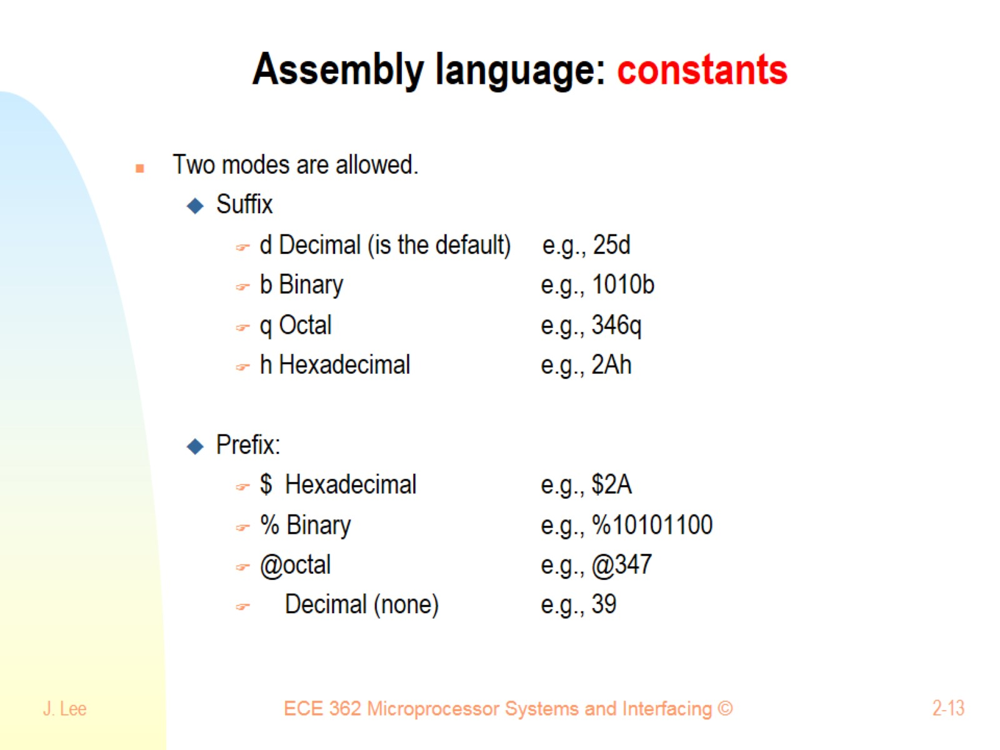 Assembly language: constants
Two modes are allowed.
Suffix
d Decimal (is the default) e.g., 25d
b Binary e.g., 1010b
q Octal e.g., 346q
h Hexadecimal e.g., 2Ah
Prefix:
$ Hexadecimal e.g., $2A
% Binary e.g., %10101100
@octal e.g., @347
Decimal (none) e.g., 39
J. Lee ECE 362 Microprocessor Systems and Interfacing © 2-13